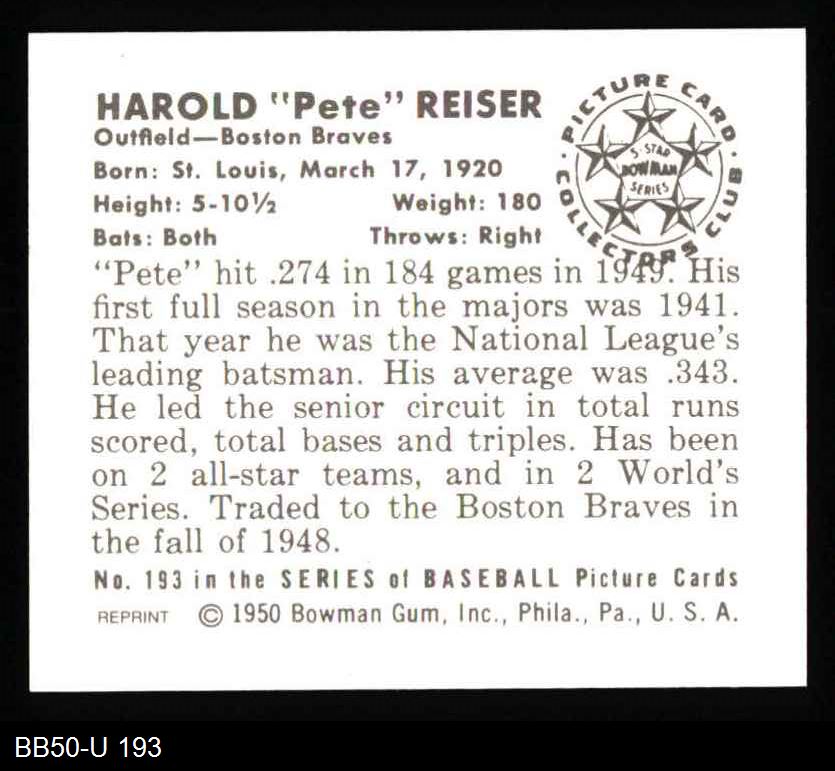 HAROLD "Pete" REISER
Outfield—Boston Braves
Born: St. Louis, March 17, 1920
Height: 5-10½ Weight: 180
Bats: Both Throws: Right
· PICTURE CARD · COLLECTORS CLUB
5-STAR
BOWMAN
SERIES
"Pete" hit .274 in 184 games in 1949. His
first full season in the majors was 1941.
That year he was the National League's
leading batsman. His average was .343.
He led the senior circuit in total runs
scored, total bases and triples. Has been
on 2 all-star teams, and in 2 World's
Series. Traded to the Boston Braves in
the fall of 1948.
No. 193 in the SERIES of BASEBALL Picture Cards
REPRINT © 1950 Bowman Gum, Inc., Phila., Pa., U. S. A.
BB50-U 193